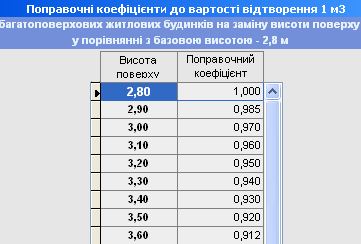 Поправочні коефіцієнти до вартості відтворення 1 м3
багатоповерхових житлових будинків на заміну висоти поверху
у порівнянні з базовою висотою - 2,8 м
Висота поверху Поправочний коефіцієнт
2,80 1,000
2,90 0,985
3,00 0,970
3,10 0,960
3,20 0,950
3,30 0,940
3,40 0,930
3,50 0,920
3,60 0,912